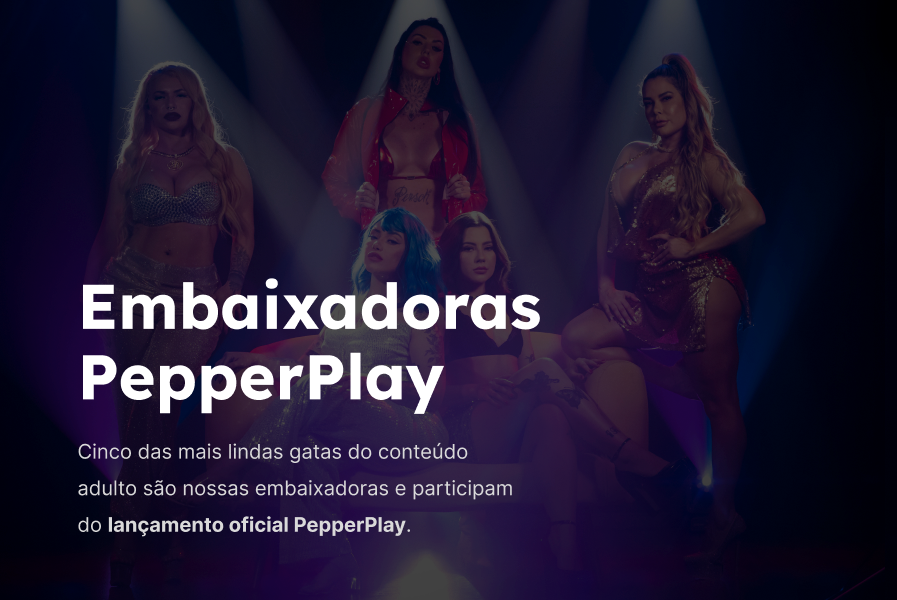 Embaixadoras
PepperPlay
Cinco das mais lindas gatas do conteúdo
adulto são nossas embaixadoras e participam
do lançamento oficial PepperPlay.